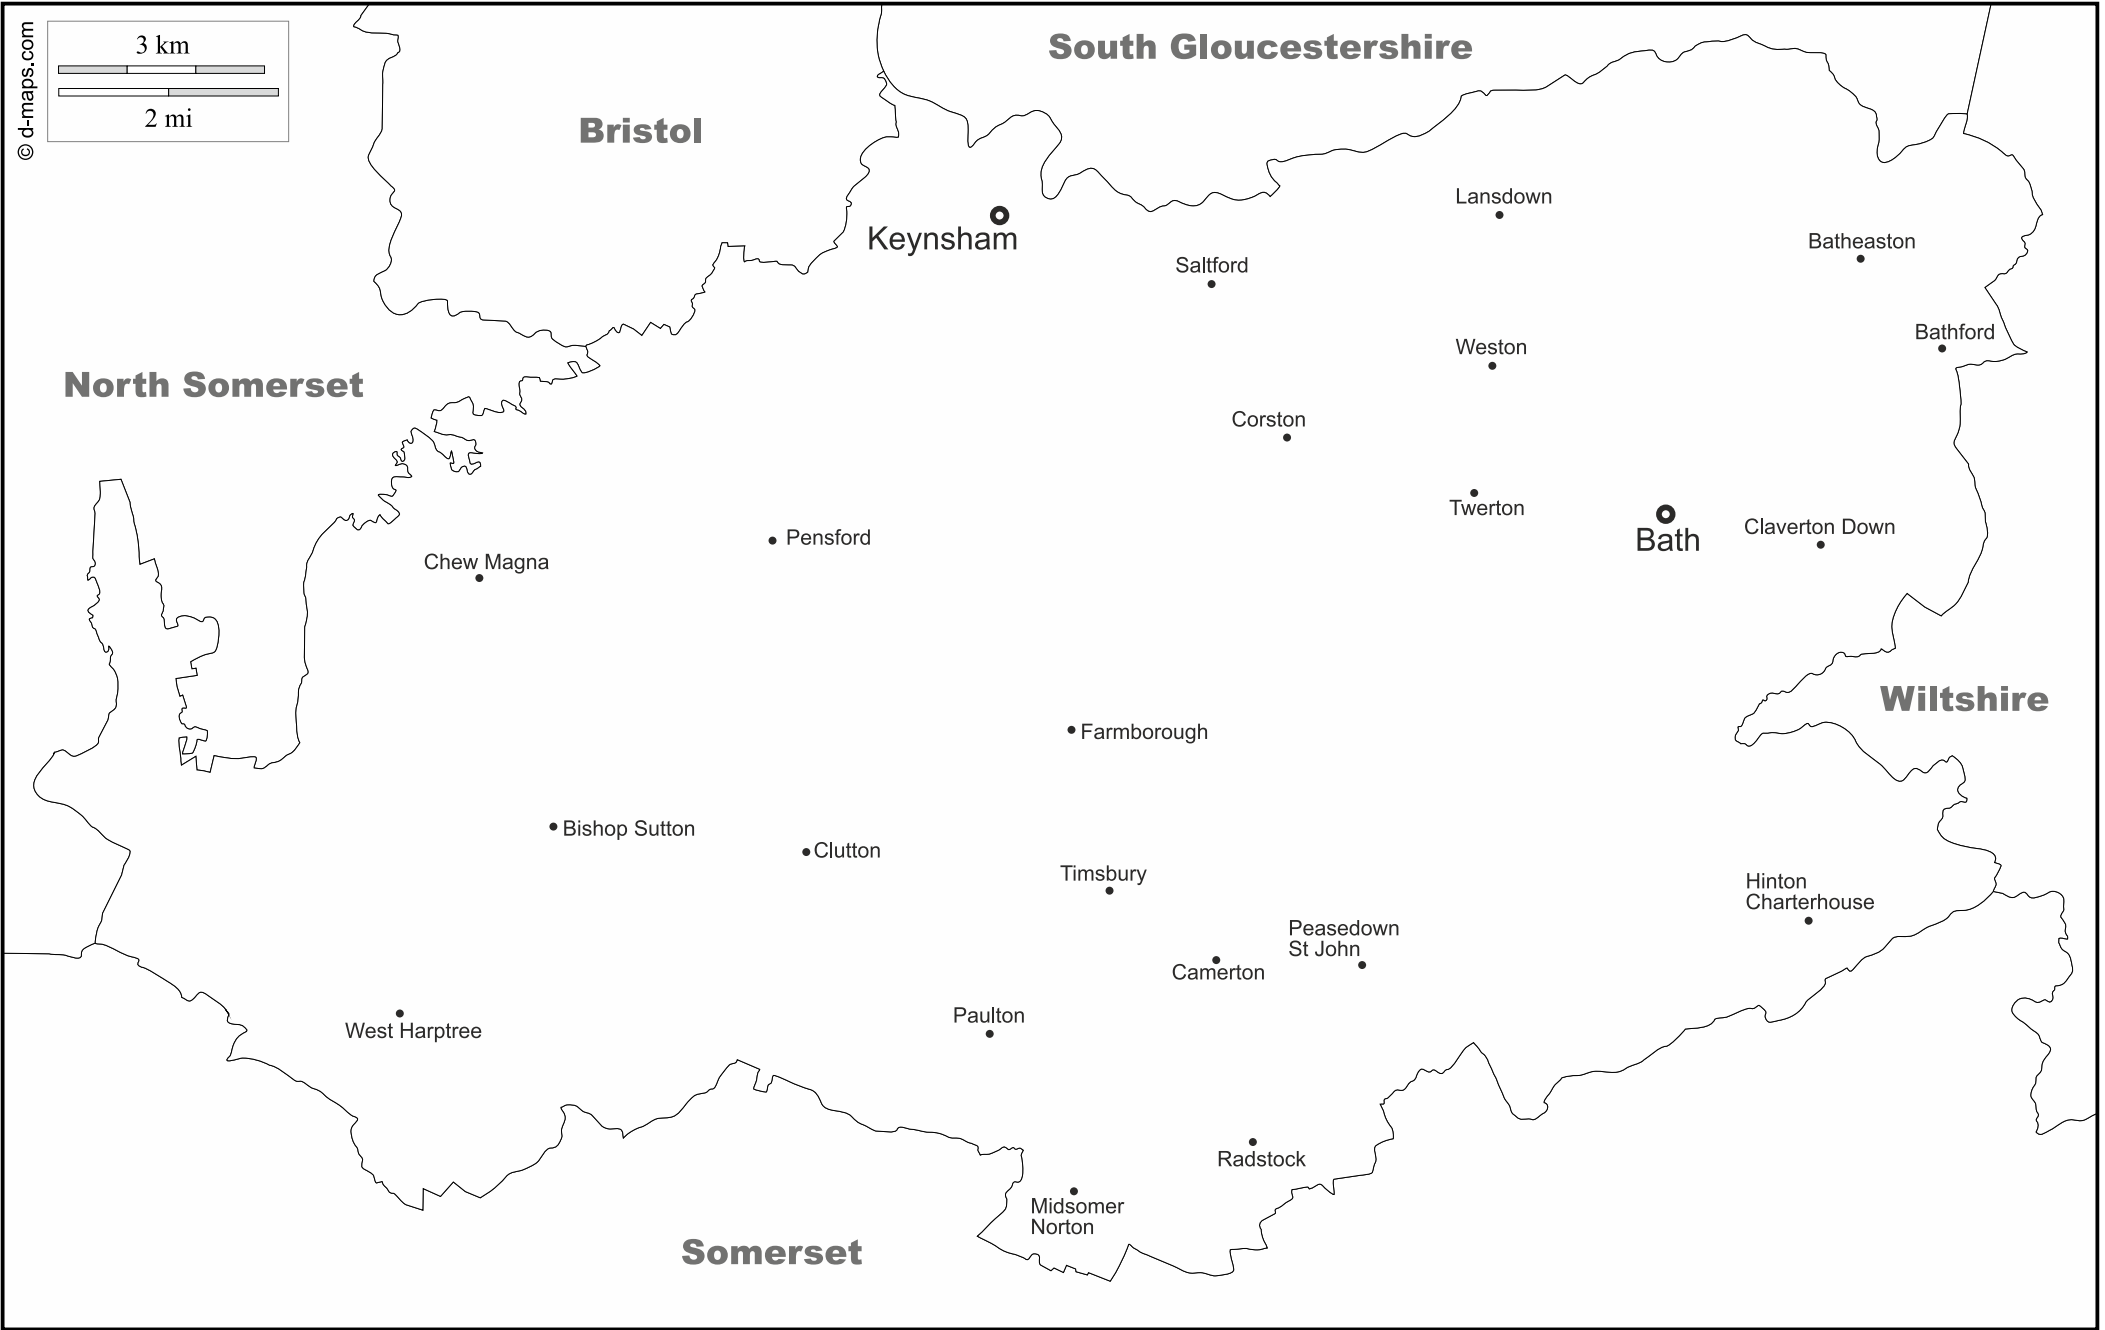 © d-maps.com
3 km
2 mi
South Gloucestershire
Bristol
Lansdown
Keynsham
Batheaston
Saltford
Bathford
Weston
North Somerset
Corston
Twerton
Claverton Down
Pensford
Bath
Chew Magna
Wiltshire
Farmborough
Bishop Sutton
Clutton
Timsbury
Hinton
Charterhouse
Peasedown
St John
Camerton
Paulton
West Harptree
Radstock
Midsomer
Norton
Somerset